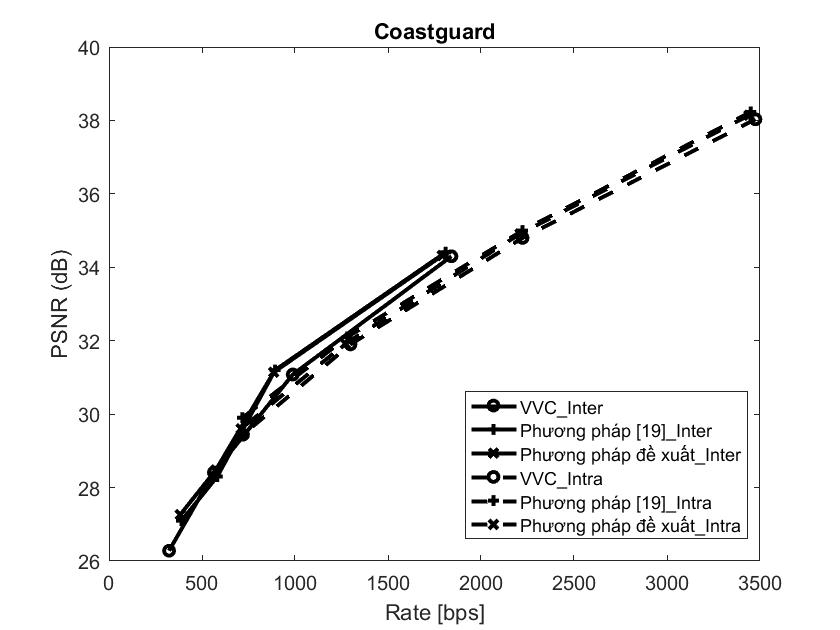 Coastguard
40
38
36
34
32
30
28
26
PSNR (dB)
VVC_Inter
Phương pháp [19]_Inter
Phương pháp đề xuất_Inter
VVC_Intra
Phương pháp [19]_Intra
Phương pháp đề xuất_Intra
0 500 1000 1500 2000 2500 3000 3500
Rate [bps]